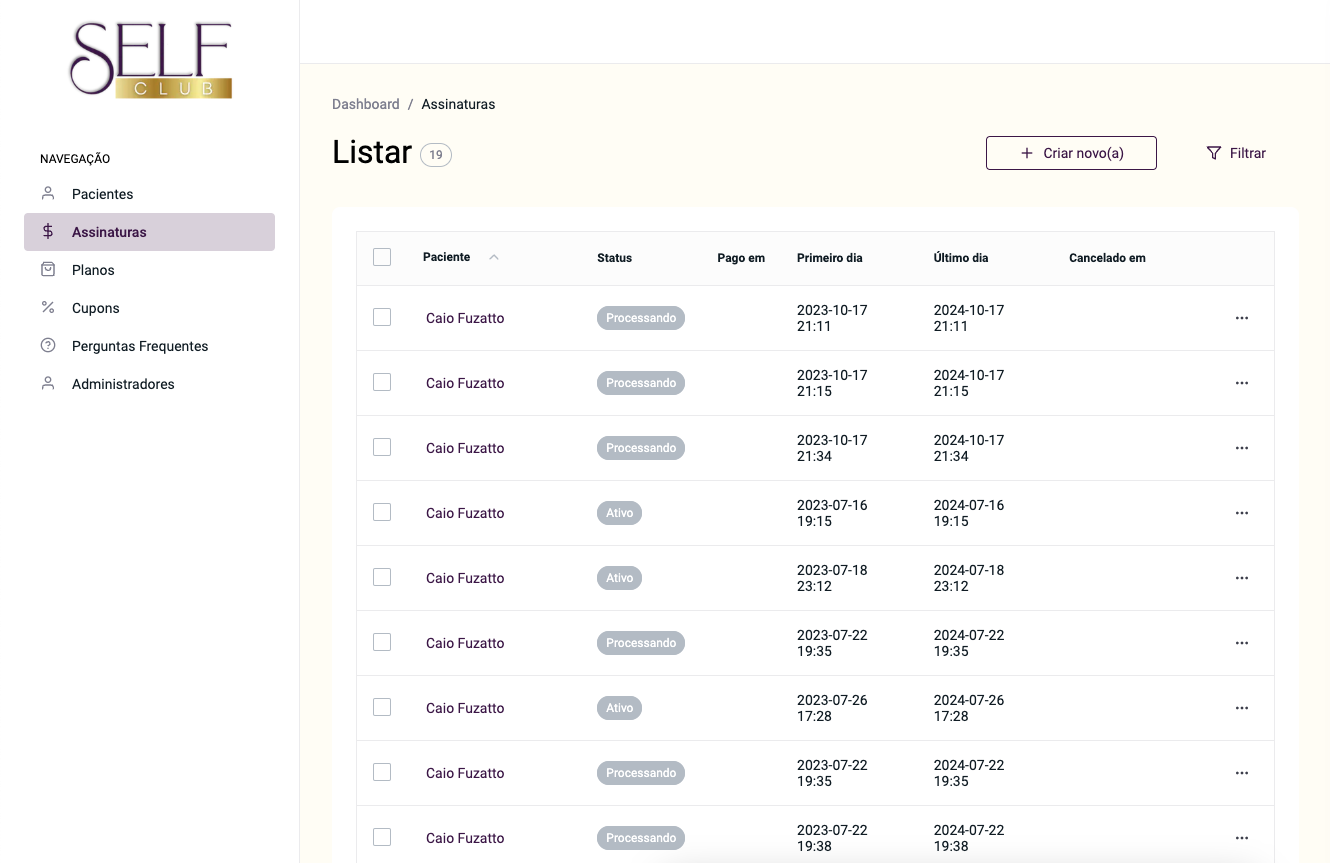 SELF
CLUB
Dashboard / Assinaturas
Listar 19
+ Criar novo(a)
Filtrar
NAVEGAÇÃO
Pacientes
Assinaturas
Planos
Cupons
Perguntas Frequentes
Administradores
Paciente Status Pago em Primeiro dia Último dia Cancelado em
Caio Fuzatto Processando 2023-10-17 21:11 2024-10-17 21:11
Caio Fuzatto Processando 2023-10-17 21:15 2024-10-17 21:15
Caio Fuzatto Processando 2023-10-17 21:34 2024-10-17 21:34
Caio Fuzatto Ativo 2023-07-16 19:15 2024-07-16 19:15
Caio Fuzatto Ativo 2023-07-18 23:12 2024-07-18 23:12
Caio Fuzatto Processando 2023-07-22 19:35 2024-07-22 19:35
Caio Fuzatto Ativo 2023-07-26 17:28 2024-07-26 17:28
Caio Fuzatto Processando 2023-07-22 19:35 2024-07-22 19:35
Caio Fuzatto Processando 2023-07-22 19:38 2024-07-22 19:38